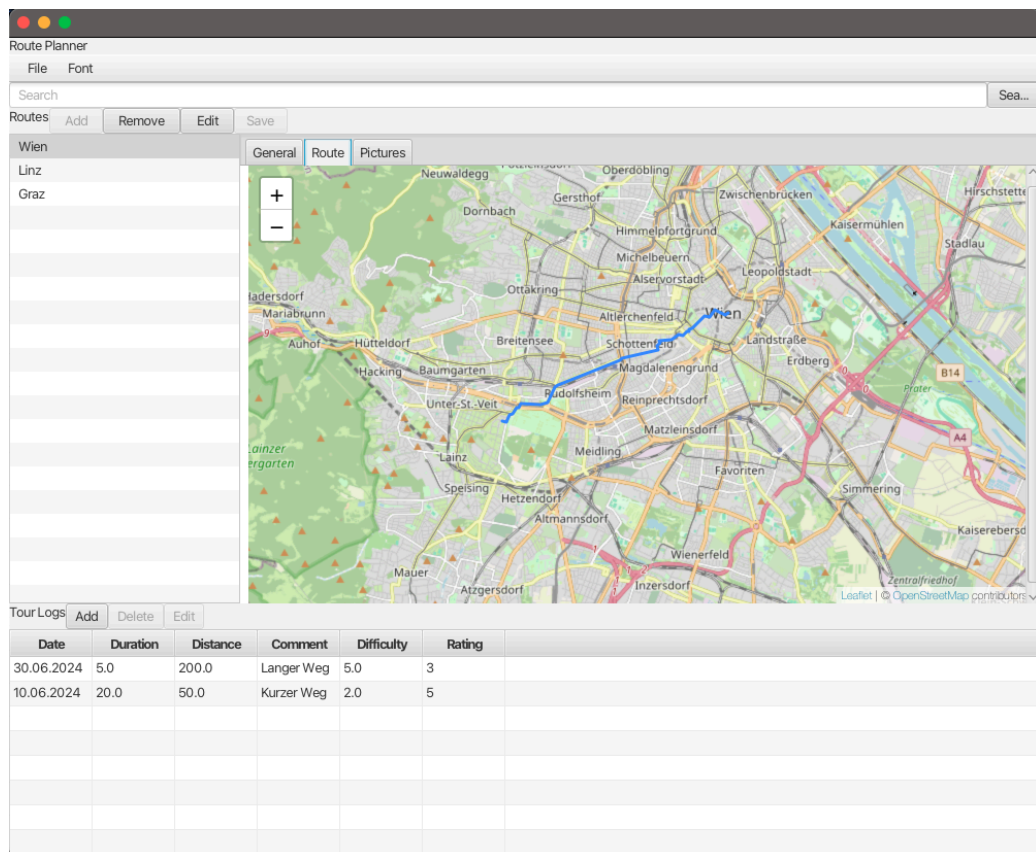 Route Planner
File Font
Search Sea...
Routes Add Remove Edit Save
Wien
Linz
Graz
General Route Pictures
+
−
Neuwaldegg
Oberdöbling
Gersthof
Zwischenbrücken
Hirschstette
Dornbach
Kaisermühlen
Himmelpfortgrund
Stadlau
Michelbeuern
Leopoldstadt
Alservorstadt
Ottakring
Hadersdorf
Mariabrunn
Altlerchenfeld
Wien
9
Auhof
Hütteldorf
Breitensee
Schottenfeld
Landstraße
Erdberg
Hacking
Baumgarten
Magdalenengrund
B14
Prater
Rudolfsheim
Reinprechtsdorf
Unter-St.-Veit
Matzleinsdorf
A4
Lainzer
Tiergarten
Lainz
Meidling
Favoriten
Speising
Hetzendorf
Simmering
Altmannsdorf
Kaiserebersd
Wienerfeld
Mauer
Inzersdorf
Zentralfriedhof
Atzgersdorf
Leaflet | © OpenStreetMap contributors
Tour Logs Add Delete Edit
Date Duration Distance Comment Difficulty Rating
30.06.2024 5.0 200.0 Langer Weg 5.0 3
10.06.2024 20.0 50.0 Kurzer Weg 2.0 5